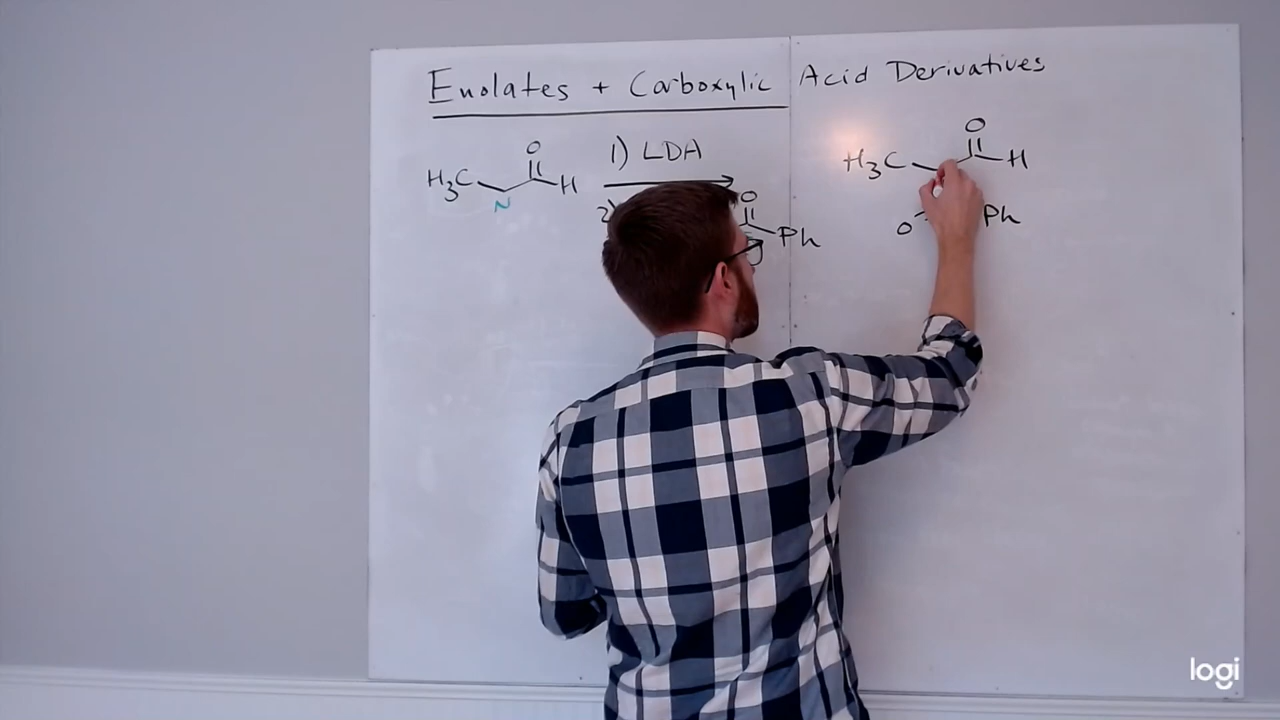 Enolates + Carboxylic Acid Derivatives
O
H₃C H
N
1) LDA
2)
O
Ph
O
H₃C H
O Ph
logi